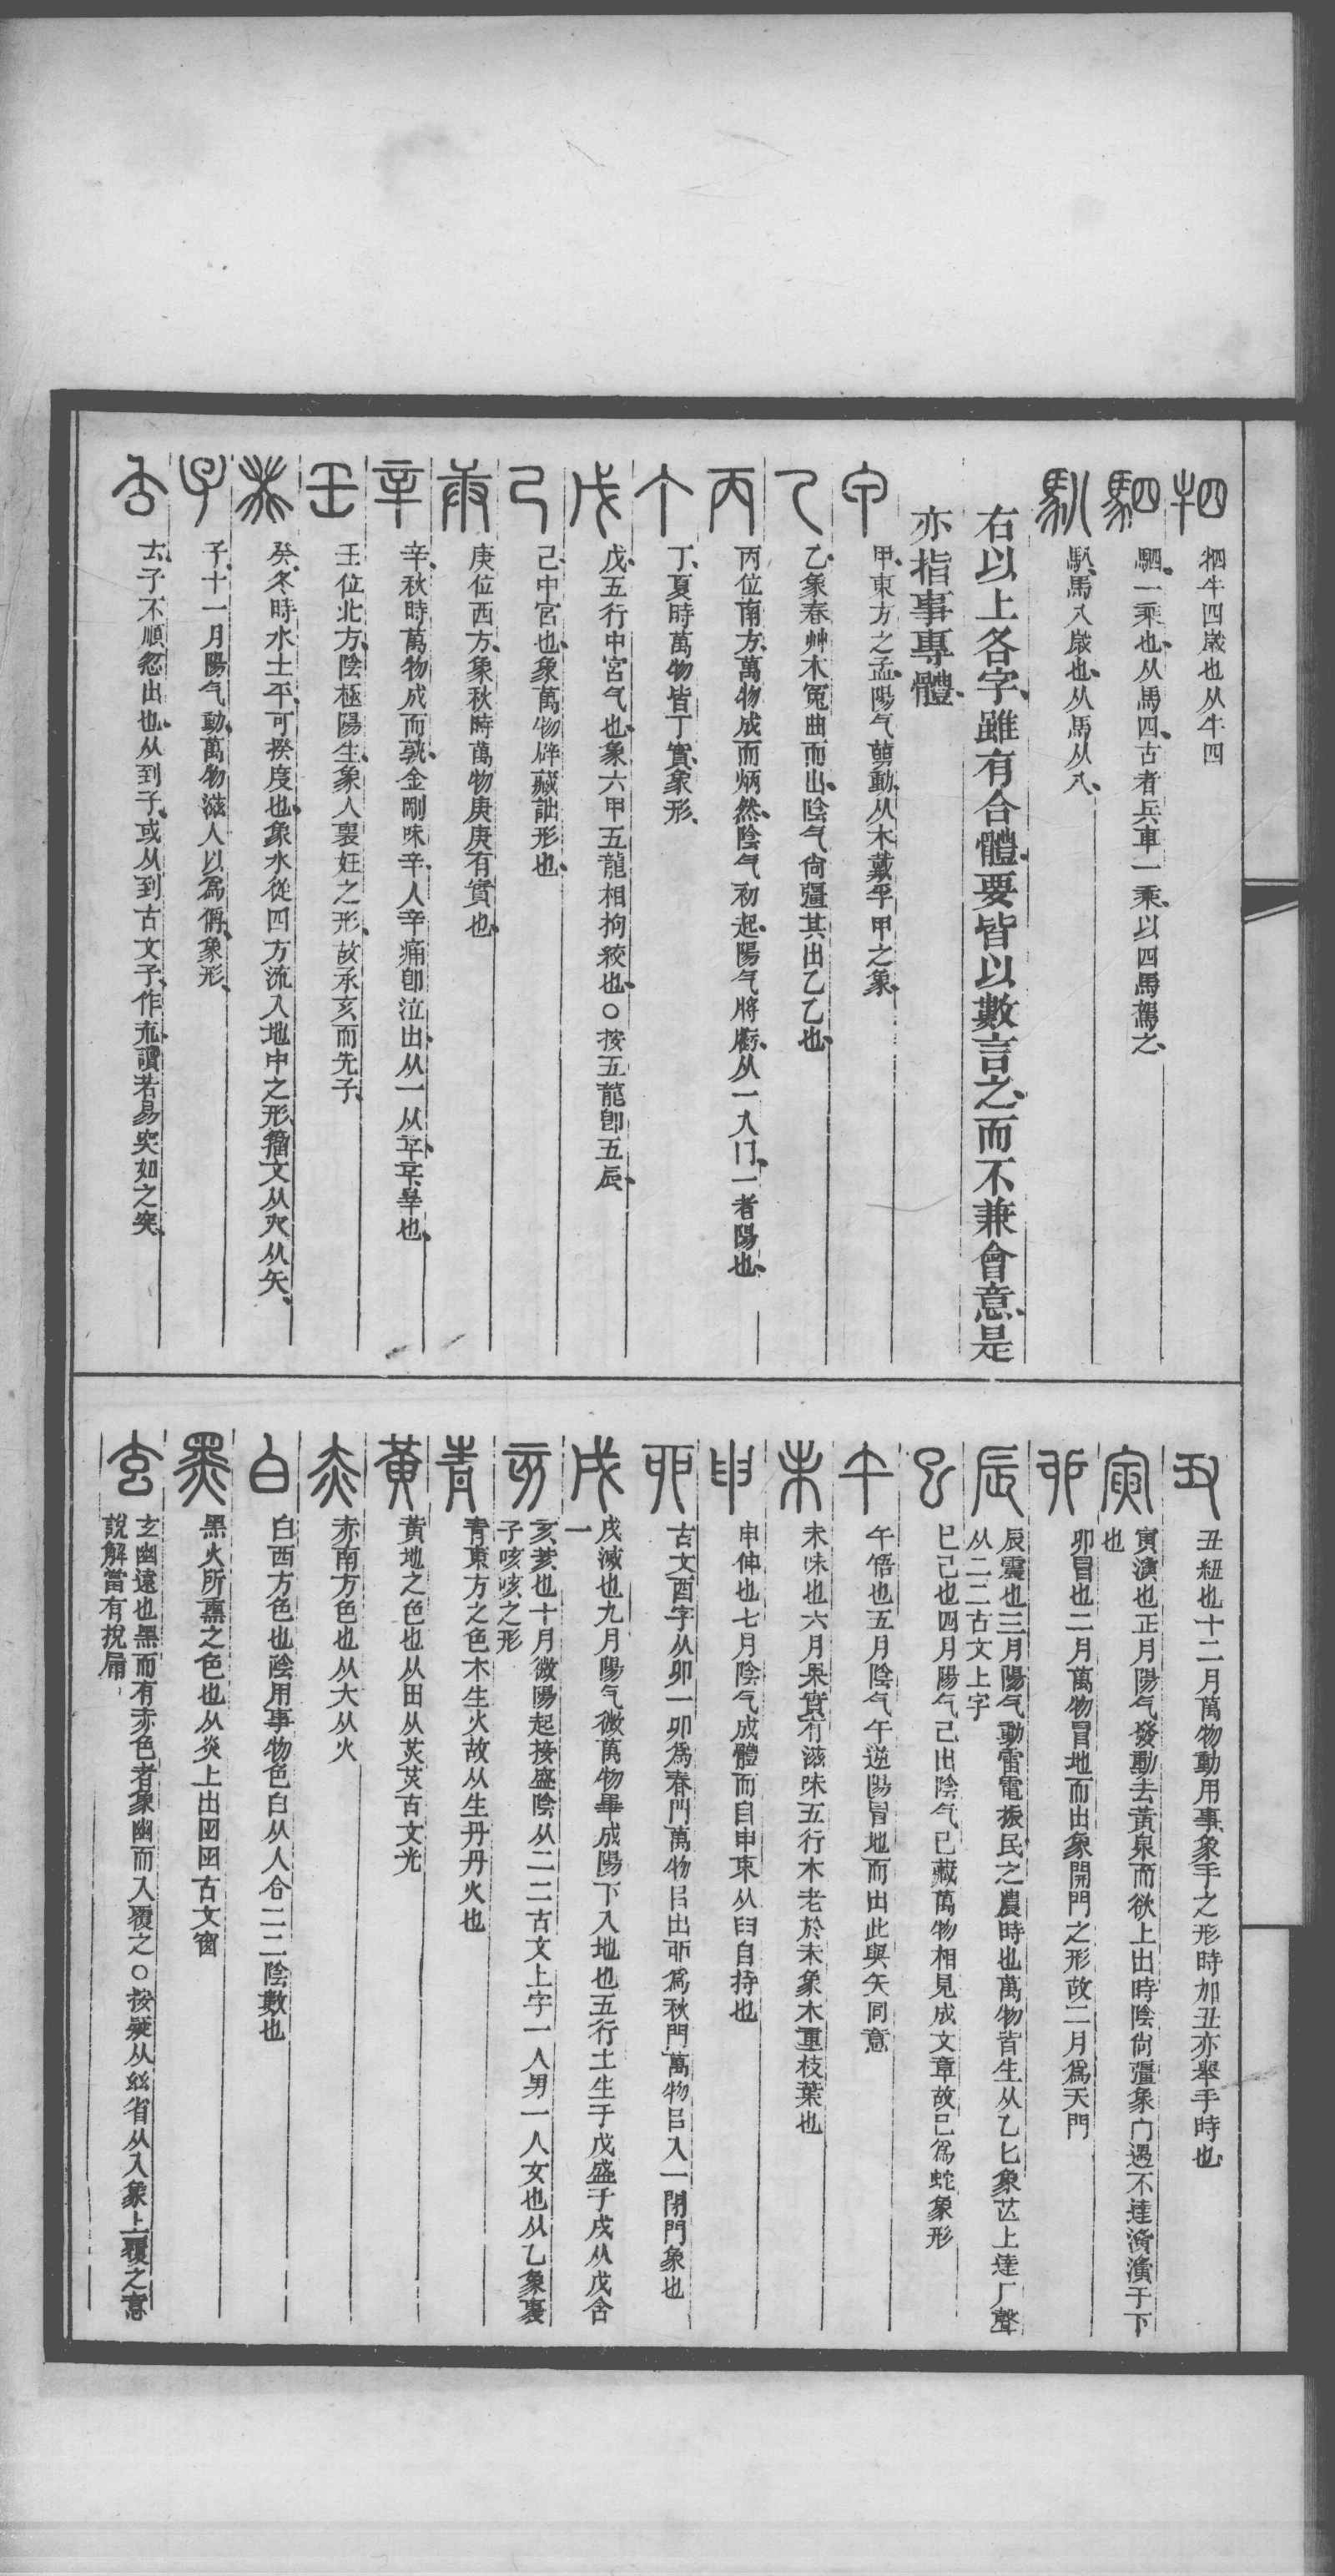 牭 牭牛四歲也从牛四
駟 駟一乘也从馬四古者兵車一乘以四馬駕之
馴 馬八歲也从馬从八
右以上各字雖有合體要皆以數言之而不兼會意是
亦指事專體
甲 甲東方之孟陽气萌動从木戴孚甲之象
乙 乙象春艸木冤曲而出陰气尙彊其出乙乙也
丙 丙位南方萬物成而炳然陰气初起陽气將虧从一入冂一者陽也
丁 丁夏時萬物皆丁實象形
戊 戊五行中宮气也象六甲五龍相拘絞也○按五龍卽五辰
己 己中宮也象萬物辟藏詘形也
庚 庚位西方象秋時萬物庚庚有實也
辛 辛秋時萬物成而孰金剛味辛人辛痛卽泣出从一从䇂䇂辠也
壬 壬位北方陰極陽生象人褢妊之形故承亥而先子
癸 癸冬時水土平可揆度也象水從四方流入地中之形籒文从癶从矢
子 子十一月陽气動萬物滋人以爲偁象形
𠫓 𠫓子不順忽出也从到子或从到古文子作㐬讀若易突如之突
丑 丑紐也十二月萬物動用事象手之形時加丑亦舉手時也
寅 寅演也正月陽气發動去黃泉而欲上出時陰尙彊象宀遇不達濥演于下
也
卯 卯冒也二月萬物冒地而出象開門之形故二月爲天門
辰 辰震也三月陽气動雷電振民之農時也萬物皆生从乙匕象芒上達厂聲
从二二古文上字
巳 巳已也四月陽气已出陰气已藏萬物相見成文章故巳爲蛇象形
午 午啎也五月陰气午逆陽冒地而出此與矢同意
未 未味也六月果實有滋味五行木老於未象木重枝葉也
申 申伸也七月陰气成體而自申束从𦥑自持也
丣 古文酉字从卯一卯爲春門萬物㠯出丣爲秋門萬物㠯入一閉門象也
戌 戌滅也九月陽气微萬物畢成陽下入地也五行土生于戊盛于戌从戊含
一
亥 亥荄也十月微陽起接盛陰从二二古文上字一人男一人女也从乙象褢
子咳咳之形
青 青東方之色木生火故从生丹丹火也
黃 黃地之色也从田从炗炗古文光
赤 赤南方色也从大从火
白 白西方色也陰用事物色白从人合二二陰數也
黑 黑火所熏之色也从炎上出囪囪古文窗
玄 玄幽遠也黑而有赤色者象幽而入覆之○按疑从𢆶省从入象上覆之意
說解當有捝屚